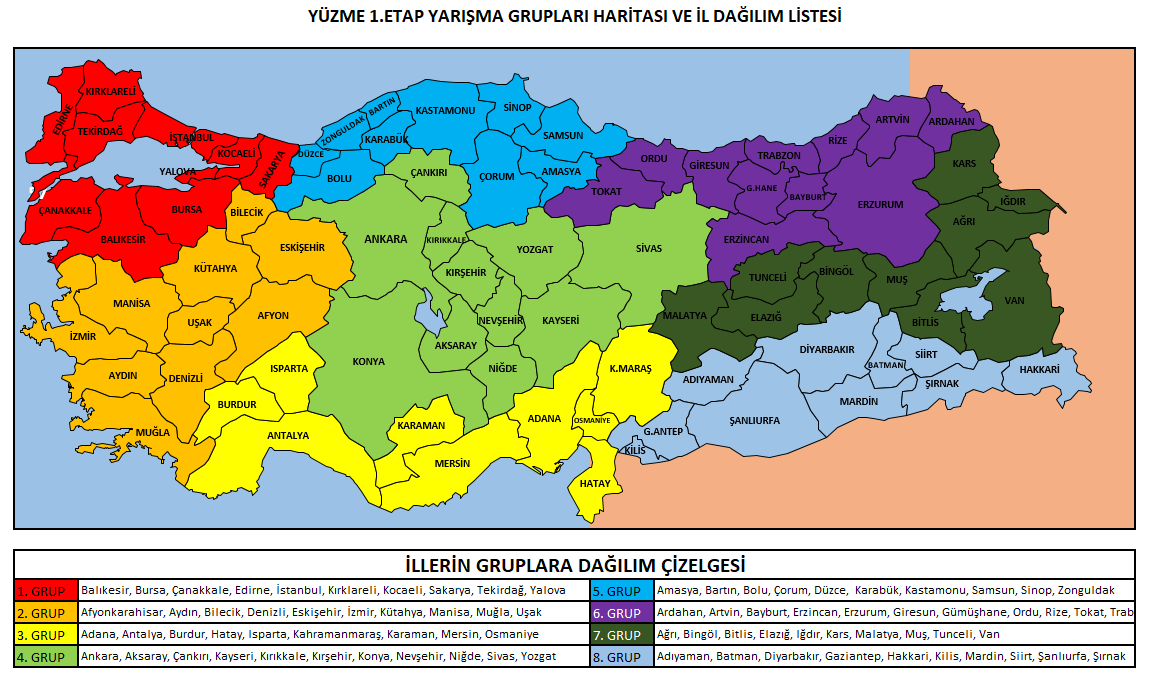 YÜZME 1.ETAP YARIŞMA GRUPLARI HARİTASI VE İL DAĞILIM LİSTESİ
KIRKLARELİ
EDİRNE
TEKİRDAĞ
İSTANBUL
KOCAELİ
YALOVA
SAKARYA
ÇANAKKALE
BURSA
BALIKESİR
BİLECİK
ESKİŞEHİR
KÜTAHYA
MANİSA
UŞAK
AFYON
İZMİR
AYDIN
DENİZLİ
MUĞLA
ISPARTA
BURDUR
ANTALYA
KARAMAN
MERSİN
ADANA
OSMANİYE
K.MARAŞ
HATAY
ÇANKIRI
ANKARA
KIRIKKALE
YOZGAT
SİVAS
KIRŞEHİR
NEVŞEHİR
KAYSERİ
AKSARAY
KONYA
NİĞDE
DÜZCE
ZONGULDAK
BARTIN
KARABÜK
BOLU
KASTAMONU
SİNOP
SAMSUN
ÇORUM
AMASYA
TOKAT
ORDU
GİRESUN
TRABZON
G.HANE
BAYBURT
RİZE
ARTVİN
ARDAHAN
ERZURUM
ERZİNCAN
KARS
IĞDIR
AĞRI
TUNCELİ
BİNGÖL
MUŞ
VAN
MALATYA
ELAZIĞ
BİTLİS
DİYARBAKIR
BATMAN
SİİRT
ŞIRNAK
HAKKARİ
ADIYAMAN
MARDİN
ŞANLIURFA
G.ANTEP
KİLİS
İLLERİN GRUPLARA DAĞILIM ÇİZELGESİ
1. GRUP Balıkesir, Bursa, Çanakkale, Edirne, İstanbul, Kırklareli, Kocaeli, Sakarya, Tekirdağ, Yalova
2. GRUP Afyonkarahisar, Aydın, Bilecik, Denizli, Eskişehir, İzmir, Kütahya, Manisa, Muğla, Uşak
3. GRUP Adana, Antalya, Burdur, Hatay, Isparta, Kahramanmaraş, Karaman, Mersin, Osmaniye
4. GRUP Ankara, Aksaray, Çankırı, Kayseri, Kırıkkale, Kırşehir, Konya, Nevşehir, Niğde, Sivas, Yozgat
5. GRUP Amasya, Bartın, Bolu, Çorum, Düzce, Karabük, Kastamonu, Samsun, Sinop, Zonguldak
6. GRUP Ardahan, Artvin, Bayburt, Erzincan, Erzurum, Giresun, Gümüşhane, Ordu, Rize, Tokat, Trab
7. GRUP Ağrı, Bingöl, Bitlis, Elazığ, Iğdır, Kars, Malatya, Muş, Tunceli, Van
8. GRUP Adıyaman, Batman, Diyarbakır, Gaziantep, Hakkari, Kilis, Mardin, Siirt, Şanlıurfa, Şırnak